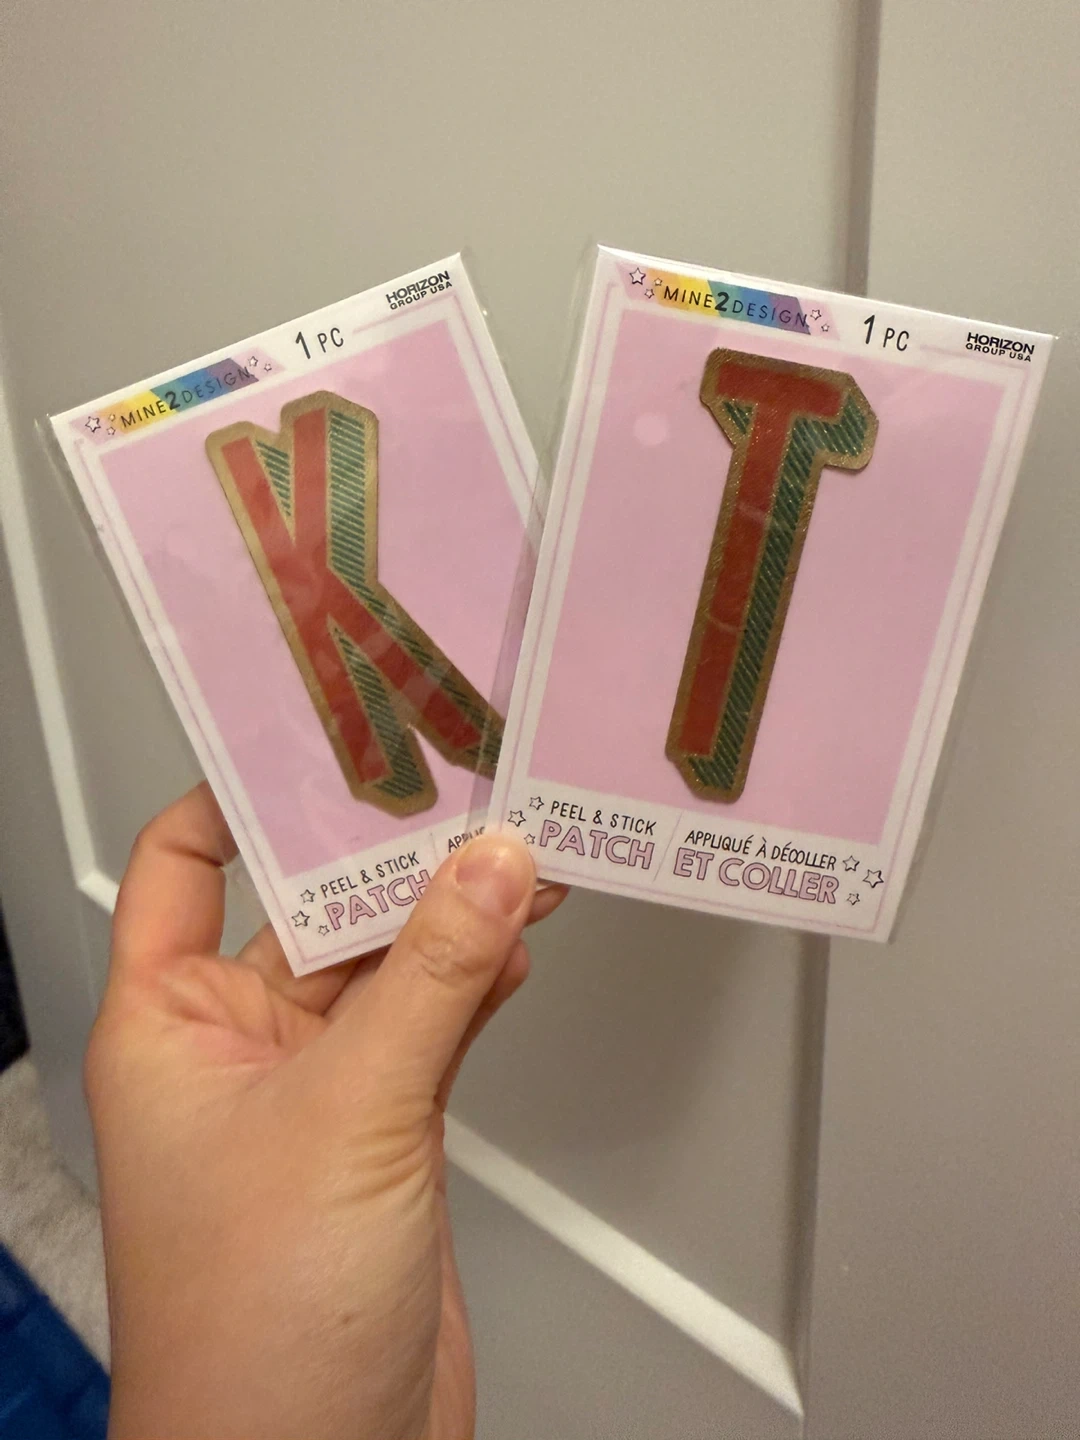 HORIZON
GROUP USA
1 PC
MINE2DESIGN
K
PEEL & STICK
PATCH
MINE2DESIGN
1 PC
HORIZON
GROUP USA
T
PEEL & STICK
PATCH
APPLIQUÉ À DÉCOLLER
ET COLLER